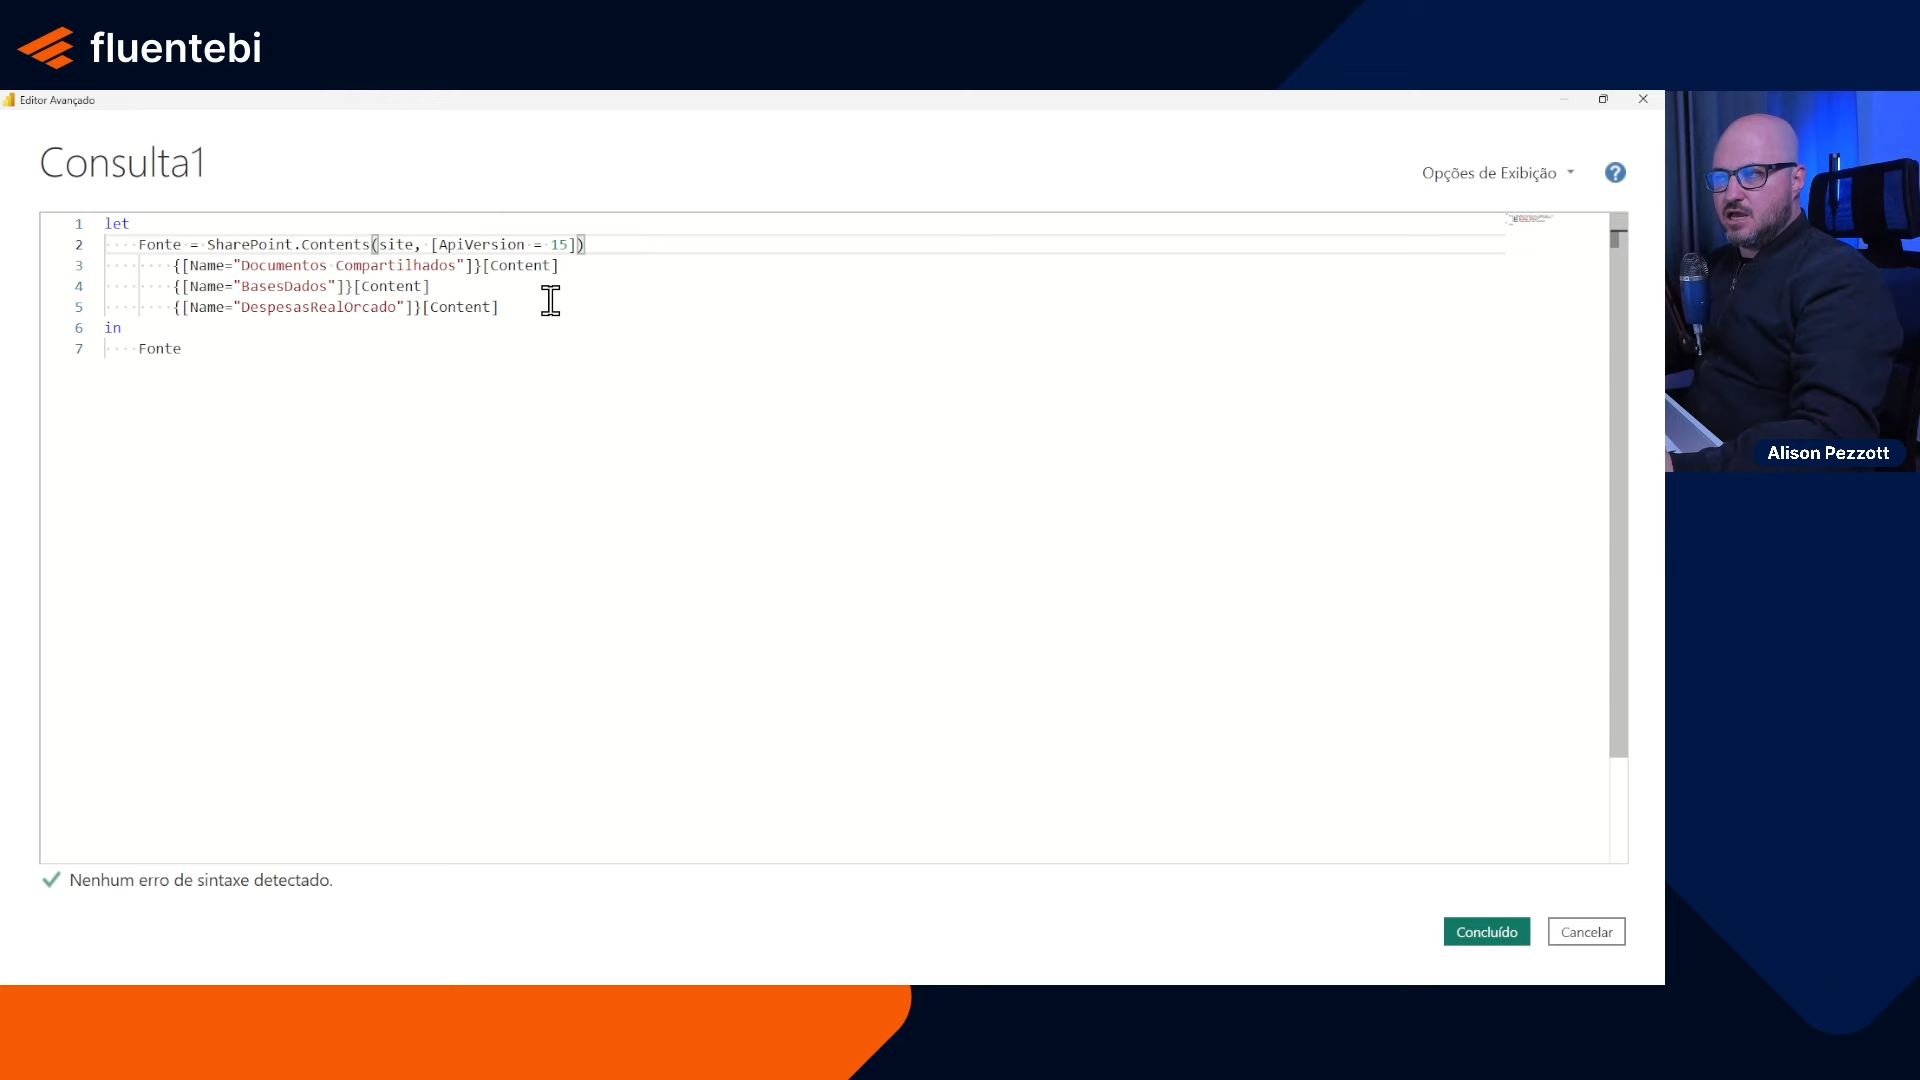 fluentebi
Editor Avançado
Consulta1
Opções de Exibição
?
1 let
2 ····Fonte·=·SharePoint.Contents(site,·[ApiVersion·=·15])
3 ········{[Name="Documentos·Compartilhados"]}[Content]
4 ········{[Name="BasesDados"]}[Content]
5 ········{[Name="DespesasRealOrcado"]}[Content]
6 in
7 ····Fonte
Alison Pezzott
Nenhum erro de sintaxe detectado.
Concluído
Cancelar